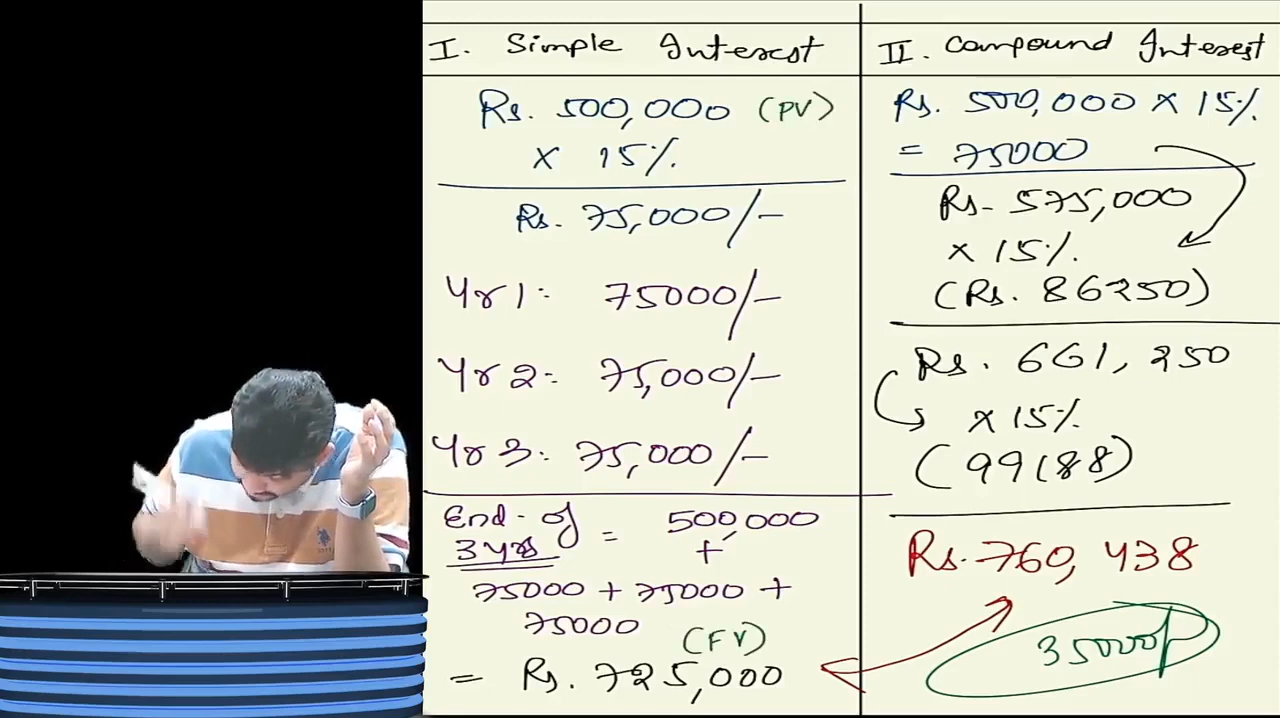 I. Simple Interest
Rs. 500,000 (PV)
× 15%
Rs. 75,000/-
Yr 1: 75000/-
Yr 2: 75,000/-
Yr 3: 75,000/-
End of 3 yrs = 500,000
+
75000 + 75000 +
75000
(FV)
= Rs. 725,000
II. Compound Interest
Rs. 500,000 × 15%
= 75000
Rs. 575,000
× 15%
(Rs. 86250)
Rs. 661,250
× 15%
(99188)
Rs. 760,438
35000/-